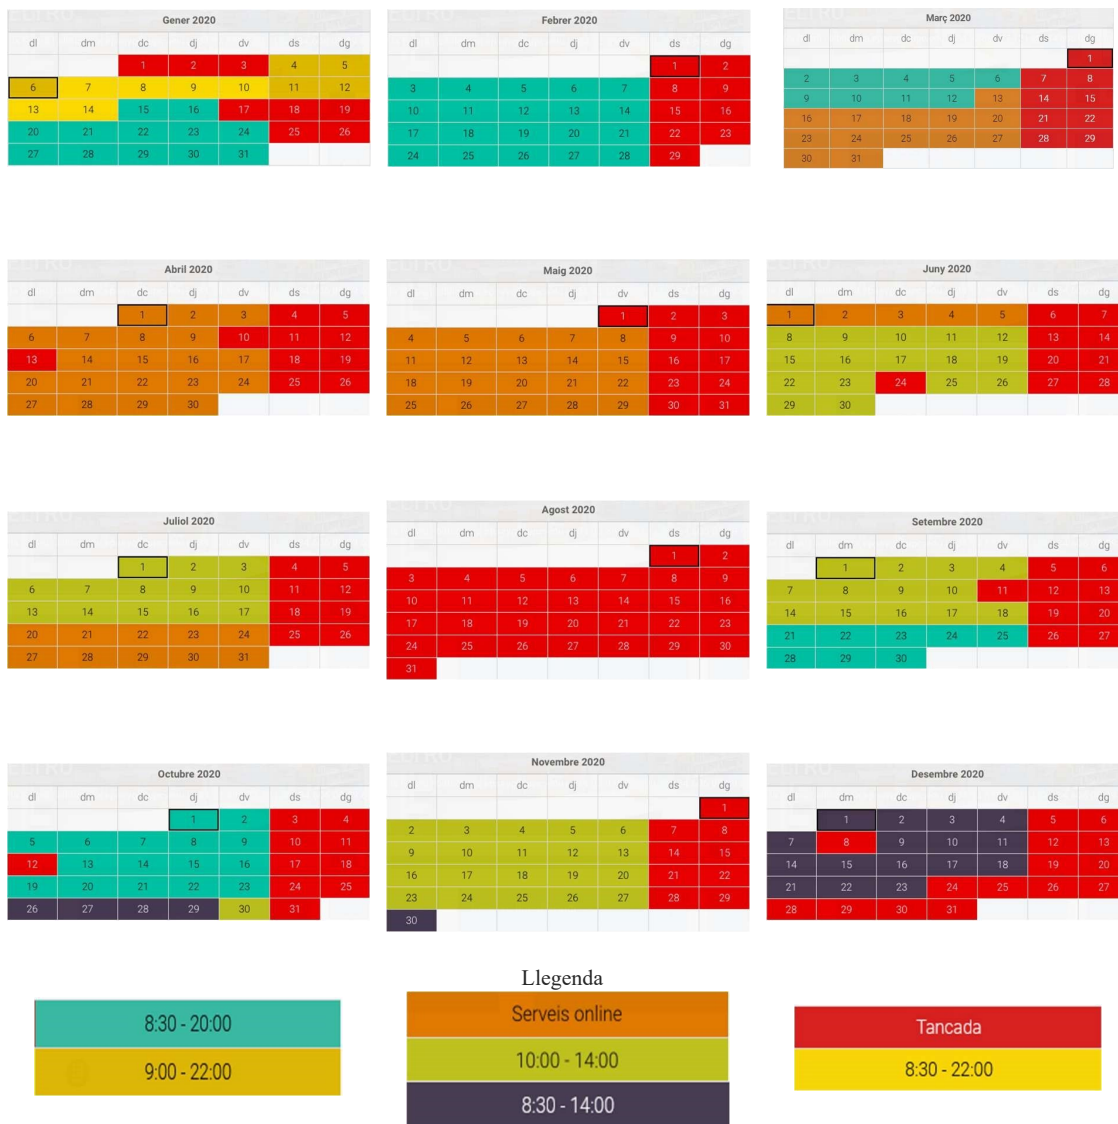 Gener 2020
dl dm dc dj dv ds dg
1 2 3 4 5
6 7 8 9 10 11 12
13 14 15 16 17 18 19
20 21 22 23 24 25 26
27 28 29 30 31
Febrer 2020
dl dm dc dj dv ds dg
1 2
3 4 5 6 7 8 9
10 11 12 13 14 15 16
17 18 19 20 21 22 23
24 25 26 27 28 29
Març 2020
dl dm dc dj dv ds dg
1
2 3 4 5 6 7 8
9 10 11 12 13 14 15
16 17 18 19 20 21 22
23 24 25 26 27 28 29
30 31
Abril 2020
dl dm dc dj dv ds dg
1 2 3 4 5
6 7 8 9 10 11 12
13 14 15 16 17 18 19
20 21 22 23 24 25 26
27 28 29 30
Maig 2020
dl dm dc dj dv ds dg
1 2 3
4 5 6 7 8 9 10
11 12 13 14 15 16 17
18 19 20 21 22 23 24
25 26 27 28 29 30 31
Juny 2020
dl dm dc dj dv ds dg
1 2 3 4 5 6 7
8 9 10 11 12 13 14
15 16 17 18 19 20 21
22 23 24 25 26 27 28
29 30
Juliol 2020
dl dm dc dj dv ds dg
1 2 3 4 5
6 7 8 9 10 11 12
13 14 15 16 17 18 19
20 21 22 23 24 25 26
27 28 29 30 31
Agost 2020
dl dm dc dj dv ds dg
1 2
3 4 5 6 7 8 9
10 11 12 13 14 15 16
17 18 19 20 21 22 23
24 25 26 27 28 29 30
31
Setembre 2020
dl dm dc dj dv ds dg
1 2 3 4 5 6
7 8 9 10 11 12 13
14 15 16 17 18 19 20
21 22 23 24 25 26 27
28 29 30
Octubre 2020
dl dm dc dj dv ds dg
1 2 3 4
5 6 7 8 9 10 11
12 13 14 15 16 17 18
19 20 21 22 23 24 25
26 27 28 29 30 31
Novembre 2020
dl dm dc dj dv ds dg
1
2 3 4 5 6 7 8
9 10 11 12 13 14 15
16 17 18 19 20 21 22
23 24 25 26 27 28 29
30
Desembre 2020
dl dm dc dj dv ds dg
1 2 3 4 5 6
7 8 9 10 11 12 13
14 15 16 17 18 19 20
21 22 23 24 25 26 27
28 29 30 31
Llegenda
8:30 - 20:00
9:00 - 22:00
Serveis online
10:00 - 14:00
8:30 - 14:00
Tancada
8:30 - 22:00